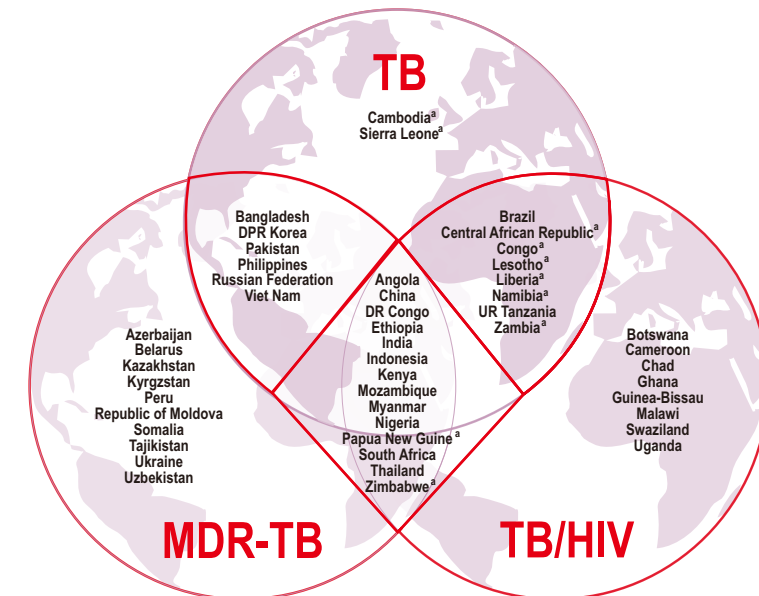 TB
Cambodiaª
Sierra Leoneª
Bangladesh
DPR Korea
Pakistan
Philippines
Russian Federation
Viet Nam
Brazil
Central African Republicª
Congoª
Lesothoª
Liberiaª
Namibiaª
UR Tanzania
Zambiaª
Angola
China
DR Congo
Ethiopia
India
Indonesia
Kenya
Mozambique
Myanmar
Nigeria
Papua New Guineª
South Africa
Thailand
Zimbabweª
Azerbaijan
Belarus
Kazakhstan
Kyrgzstan
Peru
Republic of Moldova
Somalia
Tajikistan
Ukraine
Uzbekistan
Botswana
Cameroon
Chad
Ghana
Guinea-Bissau
Malawi
Swaziland
Uganda
MDR-TB
TB/HIV